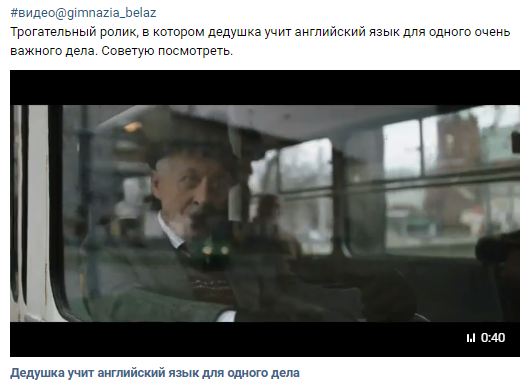 #видео@gimnazia_belaz
Трогательный ролик, в котором дедушка учит английский язык для одного очень
важного дела. Советую посмотреть.
0:40
Дедушка учит английский язык для одного дела